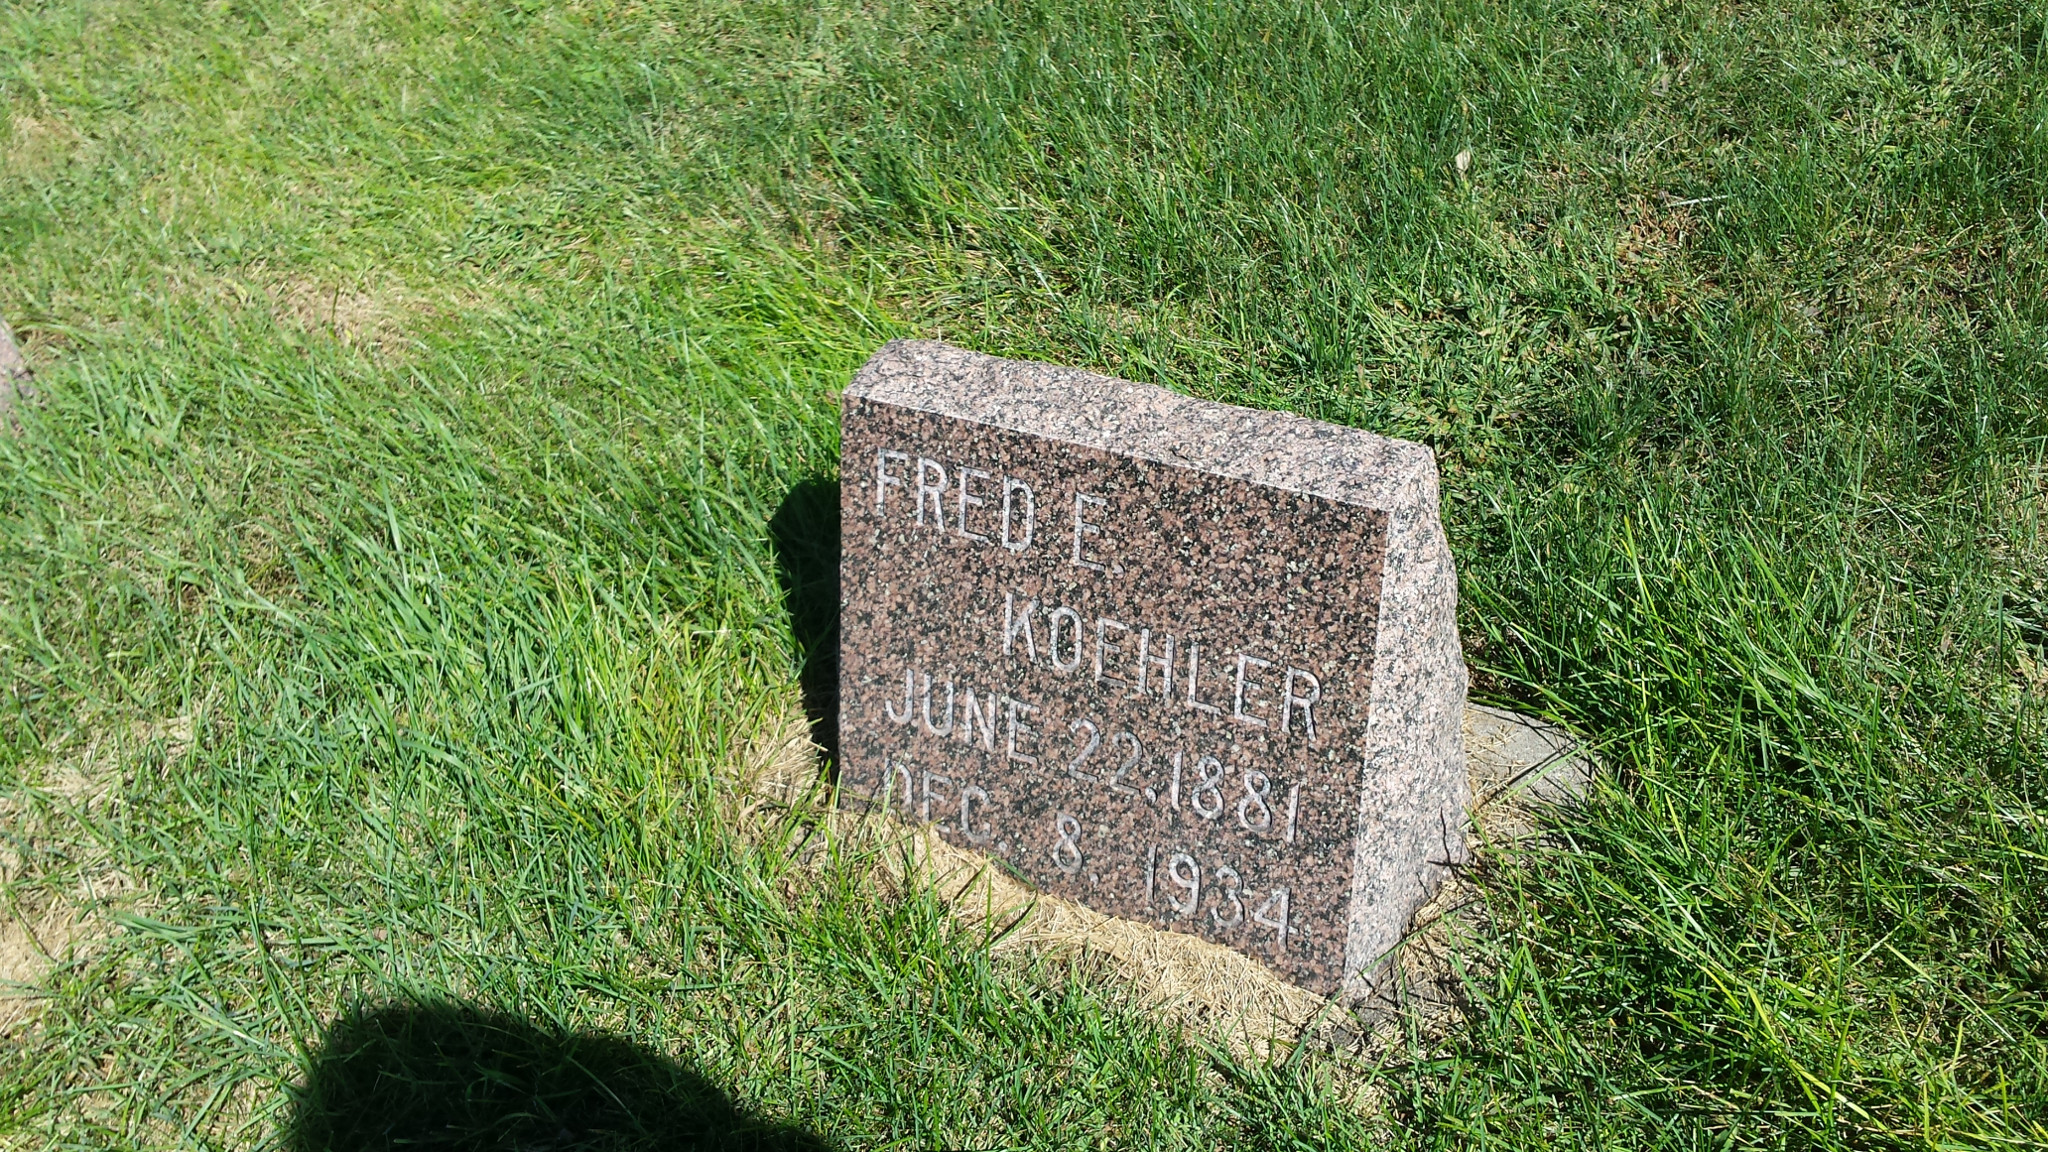 FRED E.
KOEHLER
JUNE 22, 1881
DEC. 8, 1934